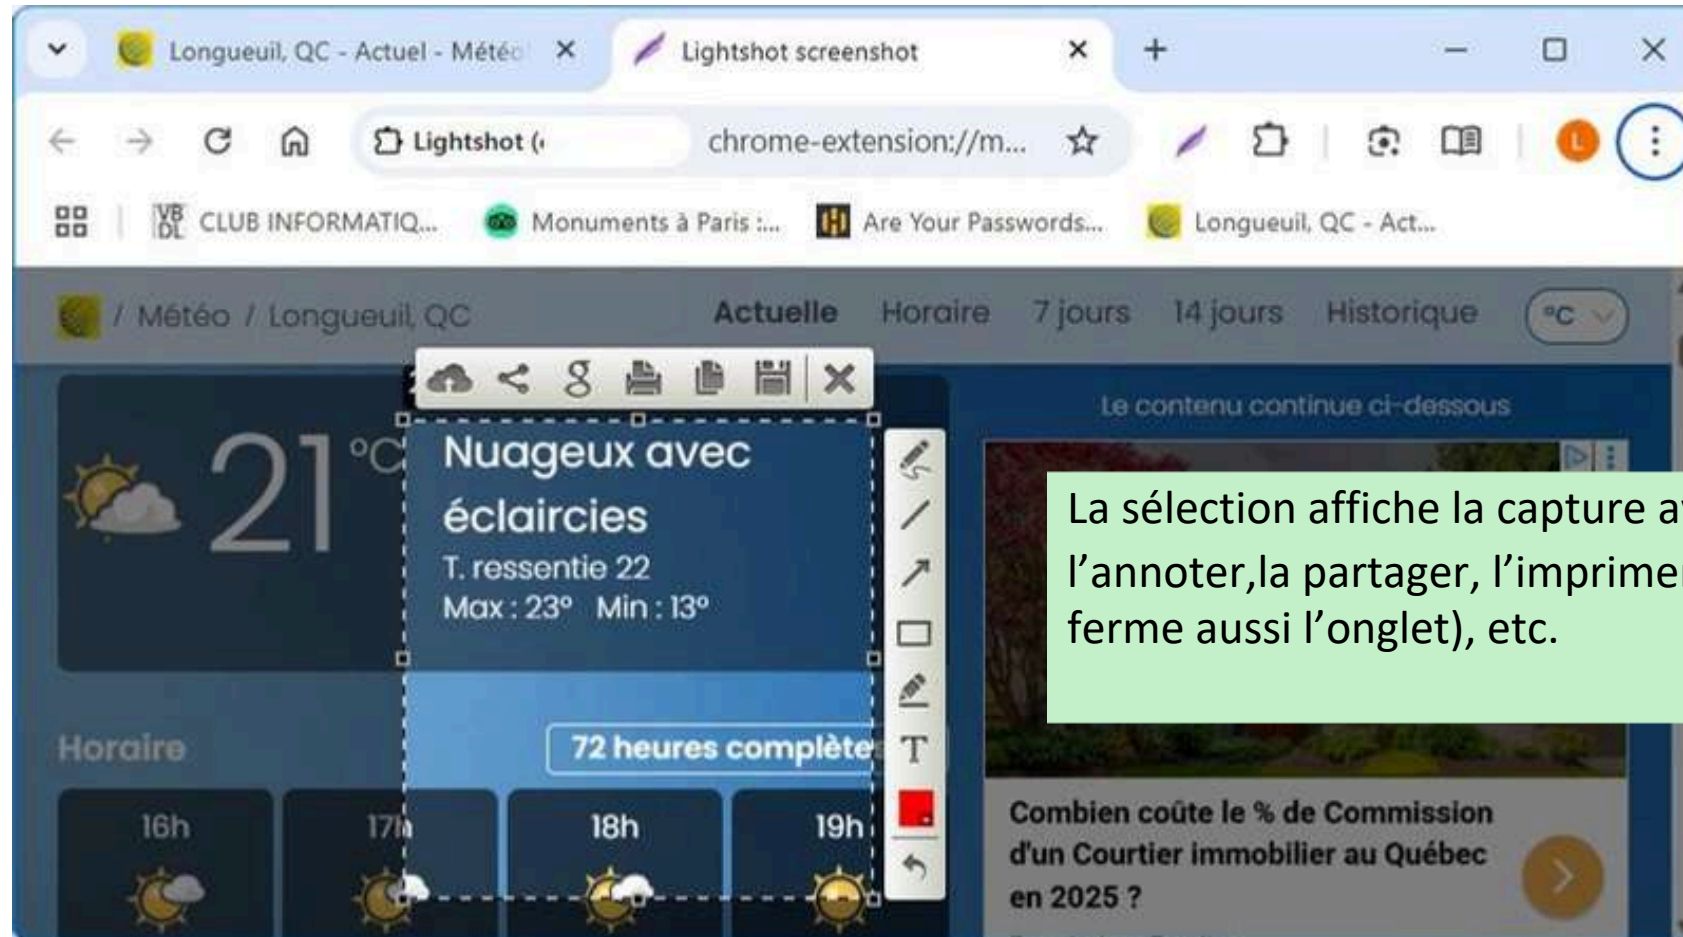 Longueuil, QC - Actuel - Météo
Lightshot screenshot
Lightshot (
chrome-extension://m...
L
CLUB INFORMATIQ...
Monuments à Paris :...
Are Your Passwords...
Longueuil, QC - Act...
/ Météo / Longueuil, QC
Actuelle Horaire 7 jours 14 jours Historique °C
Le contenu continue ci-dessous
21 °C
Nuageux avec
éclaircies
T. ressentie 22
Max : 23° Min : 13°
La sélection affiche la capture
l’annoter,la partager, l’imprime
ferme aussi l’onglet), etc.
T
Horaire
72 heures complète
16h 17h 18h 19h
Combien coûte le % de Commission
d'un Courtier immobilier au Québec
en 2025 ?